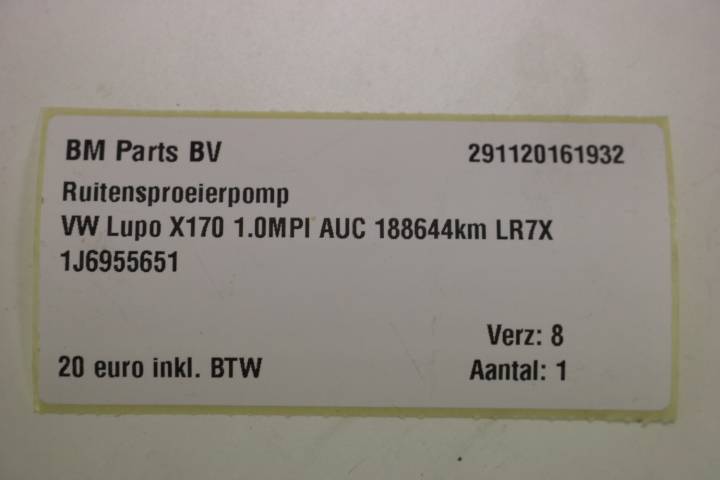 BM Parts BV 291120161932
Ruitensproeierpomp
VW Lupo X170 1.0MPI AUC 188644km LR7X
1J6955651
Verz: 8
20 euro inkl. BTW Aantal: 1